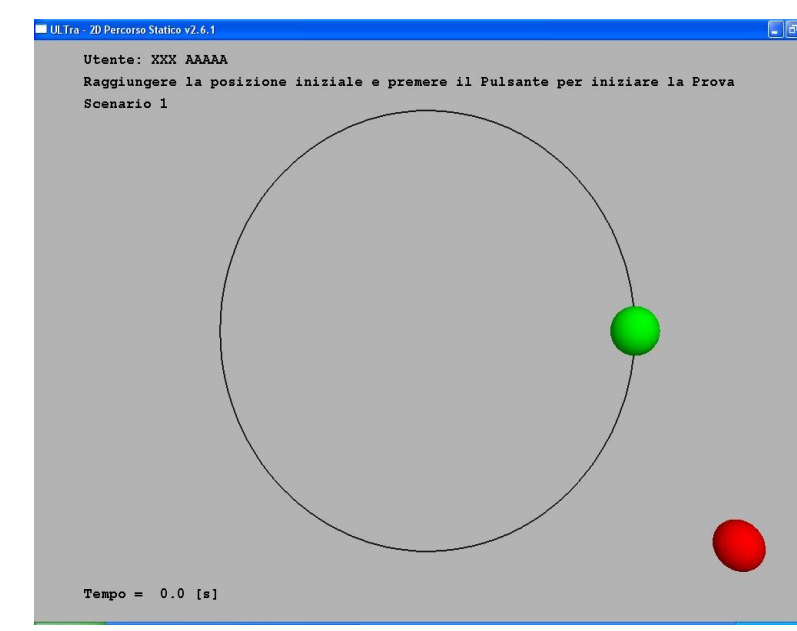 ULTra - 2D Percorso Statico v2.6.1
Utente: XXX AAAAA
Raggiungere la posizione iniziale e premere il Pulsante per iniziare la Prova
Scenario 1
Tempo = 0.0 [s]